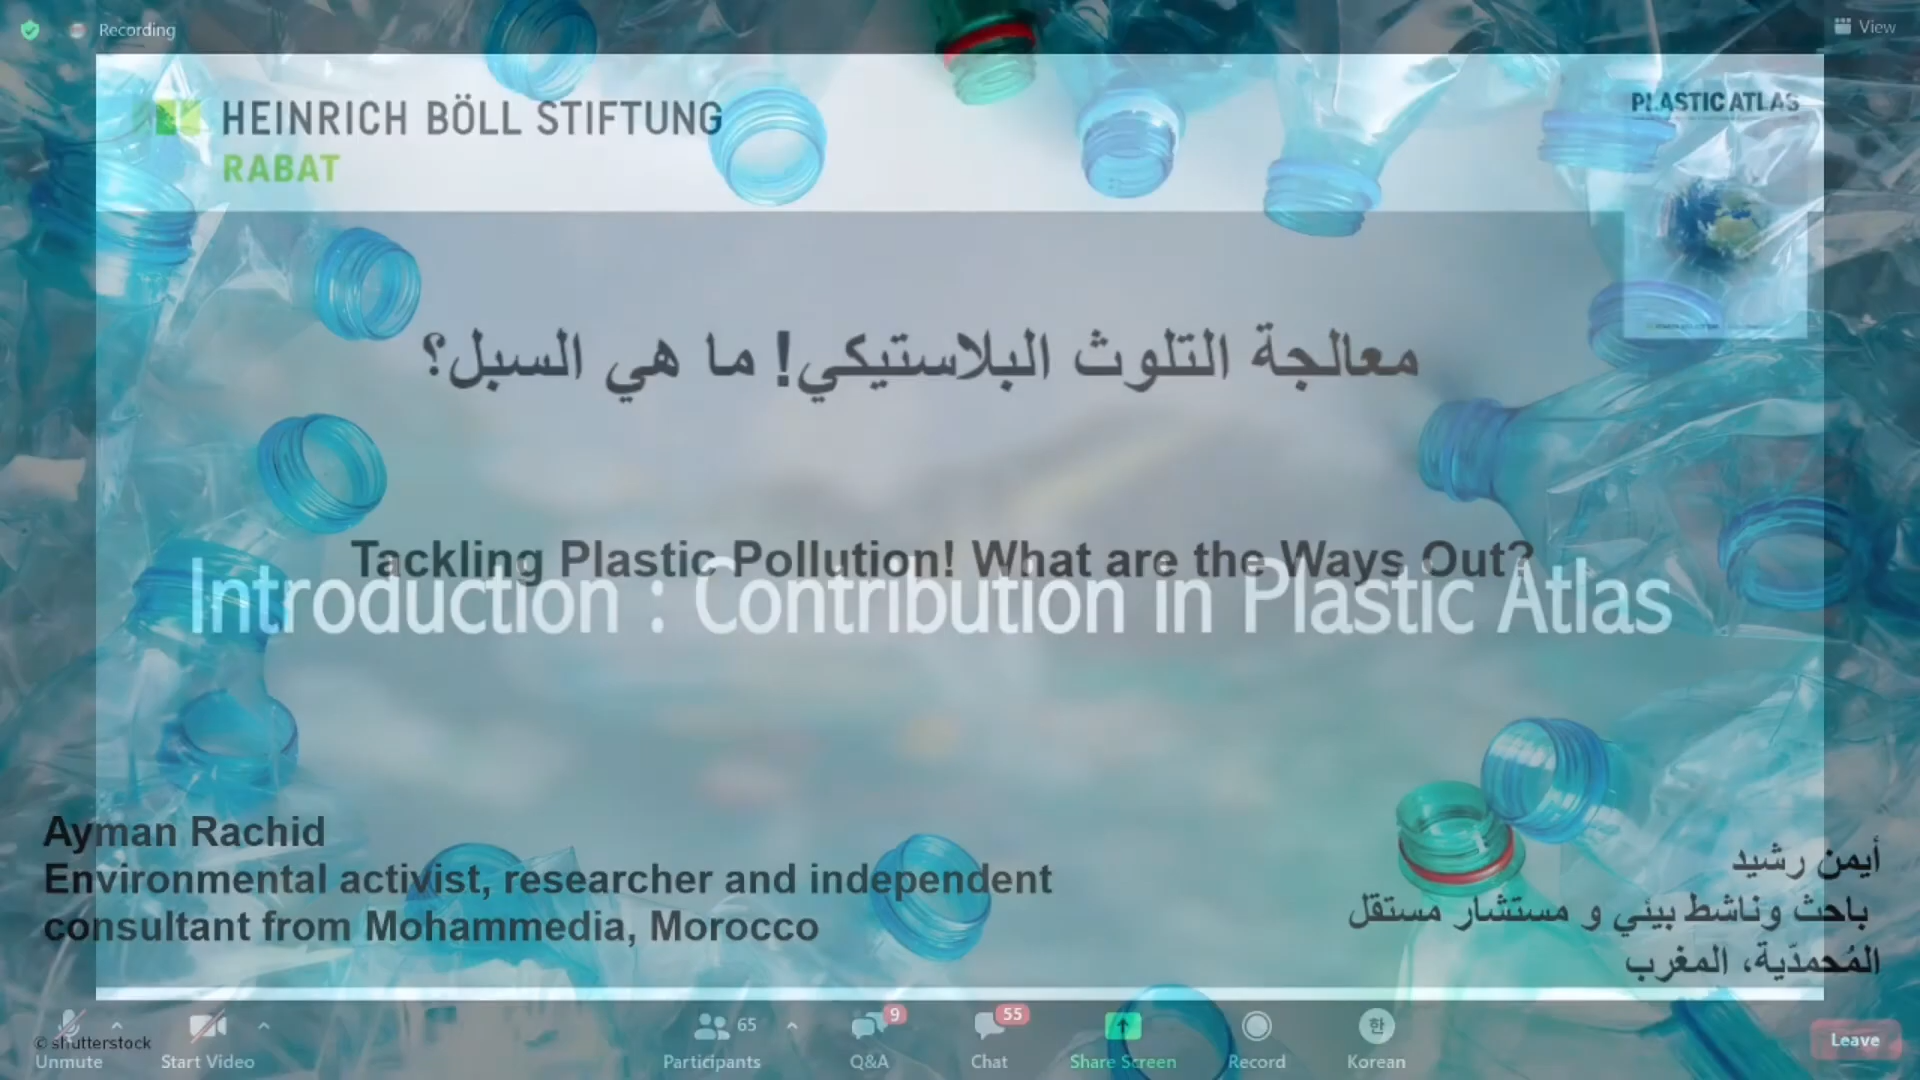 Recording
View
HEINRICH BÖLL STIFTUNG
RABAT
PLASTIC ATLAS
معالجة التلوث البلاستيكي! ما هي السبل؟
Tackling Plastic Pollution! What are the Ways Out?
Introduction : Contribution in Plastic Atlas
Ayman Rachid
Environmental activist, researcher and independent
consultant from Mohammedia, Morocco
أيمن رشيد
باحث وناشط بيئي و مستشار مستقل
المُحمدّية، المغرب
© shutterstock
Unmute
Start Video
65
Participants
9
Q&A
55
Chat
Share Screen
Record
한
Korean
Leave